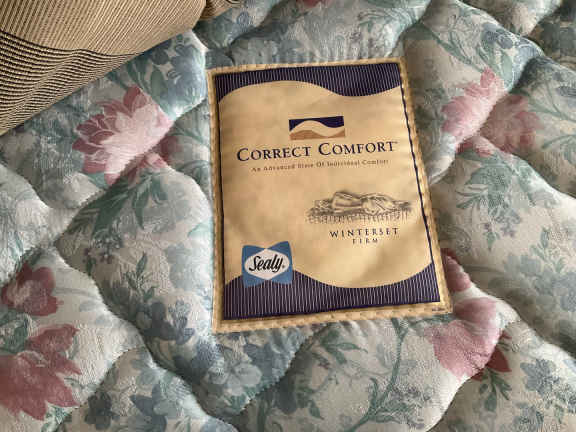 CORRECT COMFORT®
An Advanced State Of Individual Comfort
WINTERSET
FIRM
Sealy